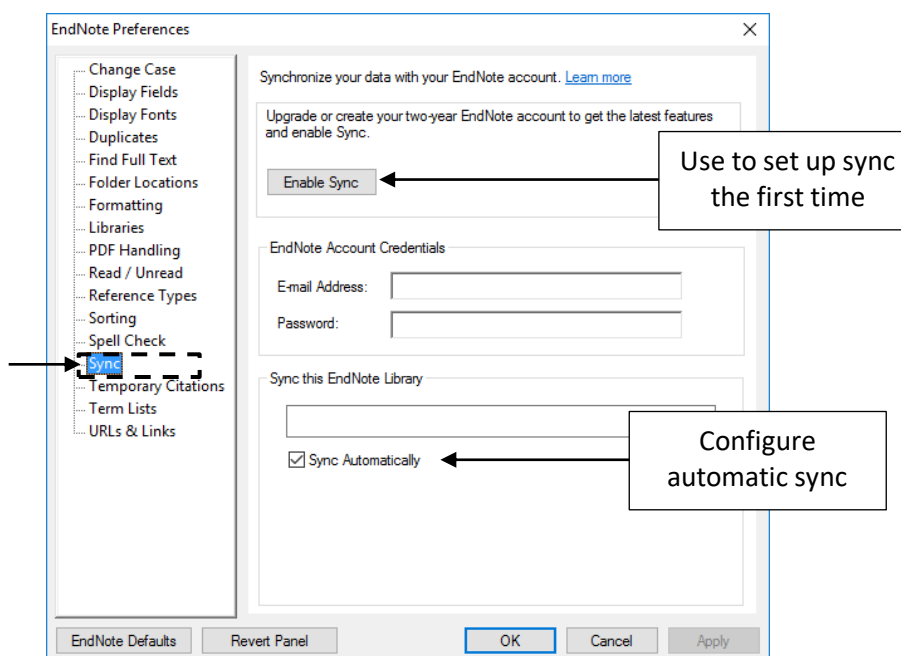 EndNote Preferences
Change Case
Display Fields
Display Fonts
Duplicates
Find Full Text
Folder Locations
Formatting
Libraries
PDF Handling
Read / Unread
Reference Types
Sorting
Spell Check
Sync
Temporary Citations
Term Lists
URLs & Links
Synchronize your data with your EndNote account. Learn more
Upgrade or create your two-year EndNote account to get the latest features
and enable Sync.
Enable Sync
Use to set up sync
the first time
EndNote Account Credentials
E-mail Address:
Password:
Sync this EndNote Library
Sync Automatically
Configure
automatic sync
EndNote Defaults
Revert Panel
OK
Cancel
Apply